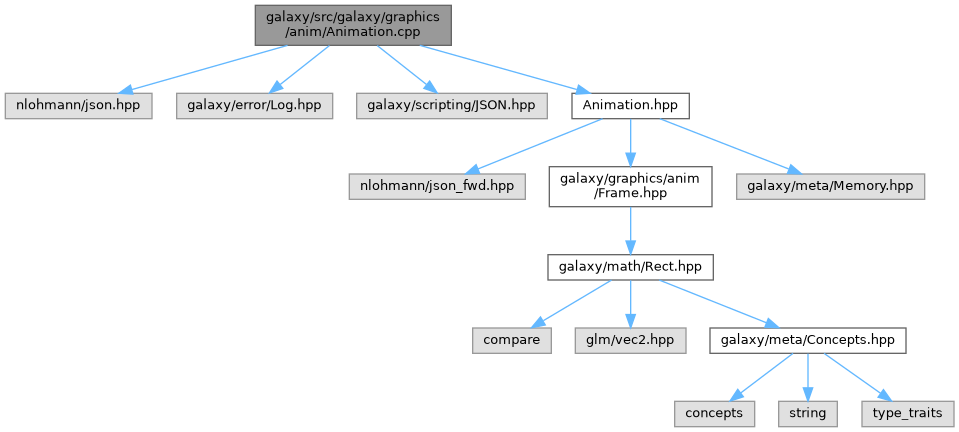 galaxy/src/galaxy/graphics
/anim/Animation.cpp
nlohmann/json.hpp
galaxy/error/Log.hpp
galaxy/scripting/JSON.hpp
Animation.hpp
nlohmann/json_fwd.hpp
galaxy/graphics/anim
/Frame.hpp
galaxy/meta/Memory.hpp
galaxy/math/Rect.hpp
compare
glm/vec2.hpp
galaxy/meta/Concepts.hpp
concepts
string
type_traits